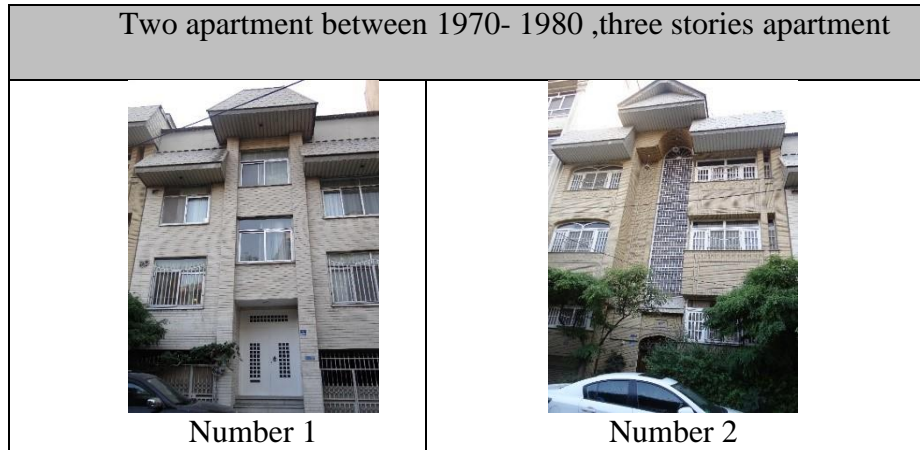 Two apartment between 1970- 1980 ,three stories apartment
Number 1
Number 2